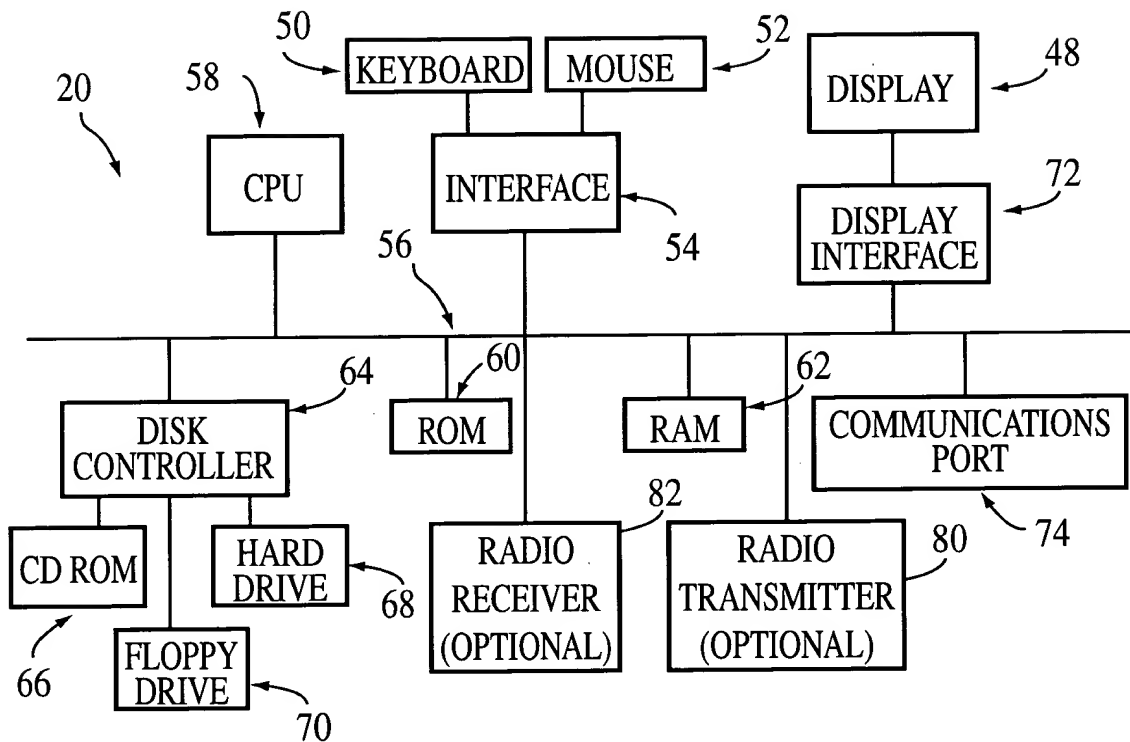 50
52
KEYBOARD
MOUSE
48
58
DISPLAY
20
CPU
INTERFACE
72
DISPLAY
INTERFACE
54
56
64
60
62
DISK
CONTROLLER
ROM
RAM
COMMUNICATIONS
PORT
82
80
74
CD ROM
HARD
DRIVE
68
RADIO
RECEIVER
(OPTIONAL)
RADIO
TRANSMITTER
(OPTIONAL)
66
FLOPPY
DRIVE
70